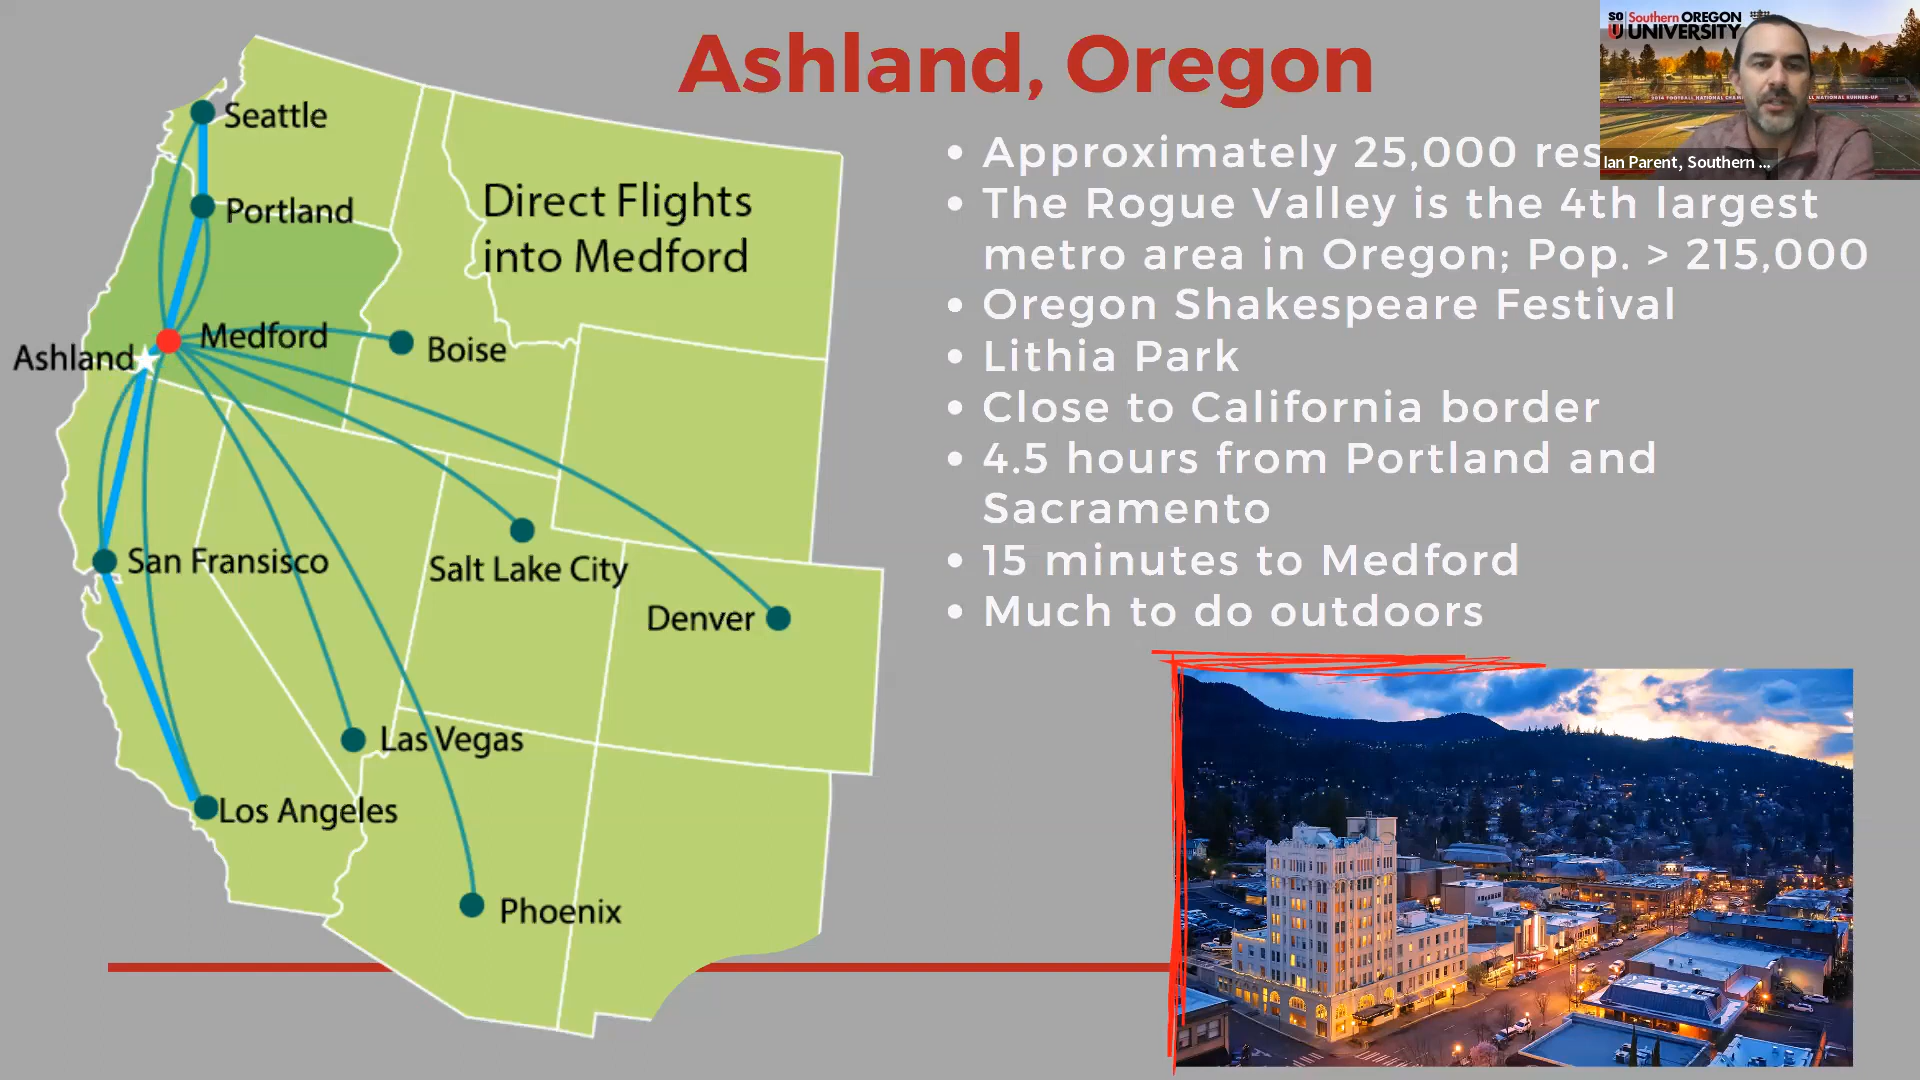 Ashland, Oregon
Approximately 25,000 res
The Rogue Valley is the 4th largest
metro area in Oregon; Pop. > 215,000
Oregon Shakespeare Festival
Lithia Park
Close to California border
4.5 hours from Portland and
Sacramento
15 minutes to Medford
Much to do outdoors
Direct Flights
into Medford
Seattle
Portland
Medford
Ashland
Boise
San Fransisco
Salt Lake City
Denver
Las Vegas
Los Angeles
Phoenix
SO
U
Southern OREGON
UNIVERSITY
Ian Parent, Southern ...